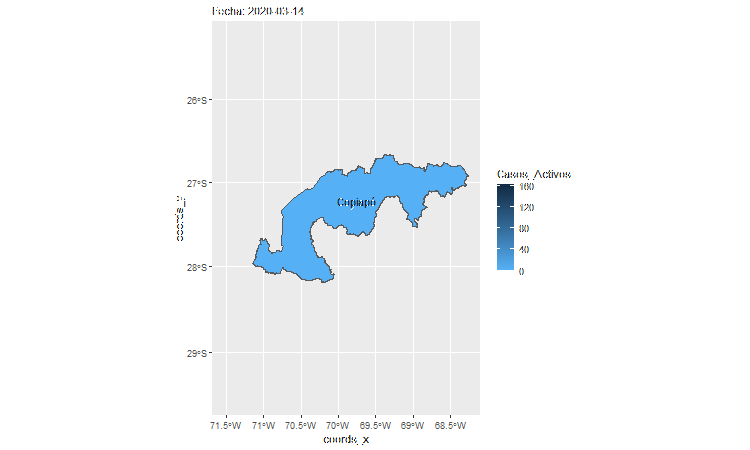 Fecha: 2020-03-14
26°S
27°S
28°S
29°S
coords_y
Copiapó
71.5°W 71°W 70.5°W 70°W 69.5°W 69°W 68.5°W
coords_x
Casos_Activos
160
120
80
40
0